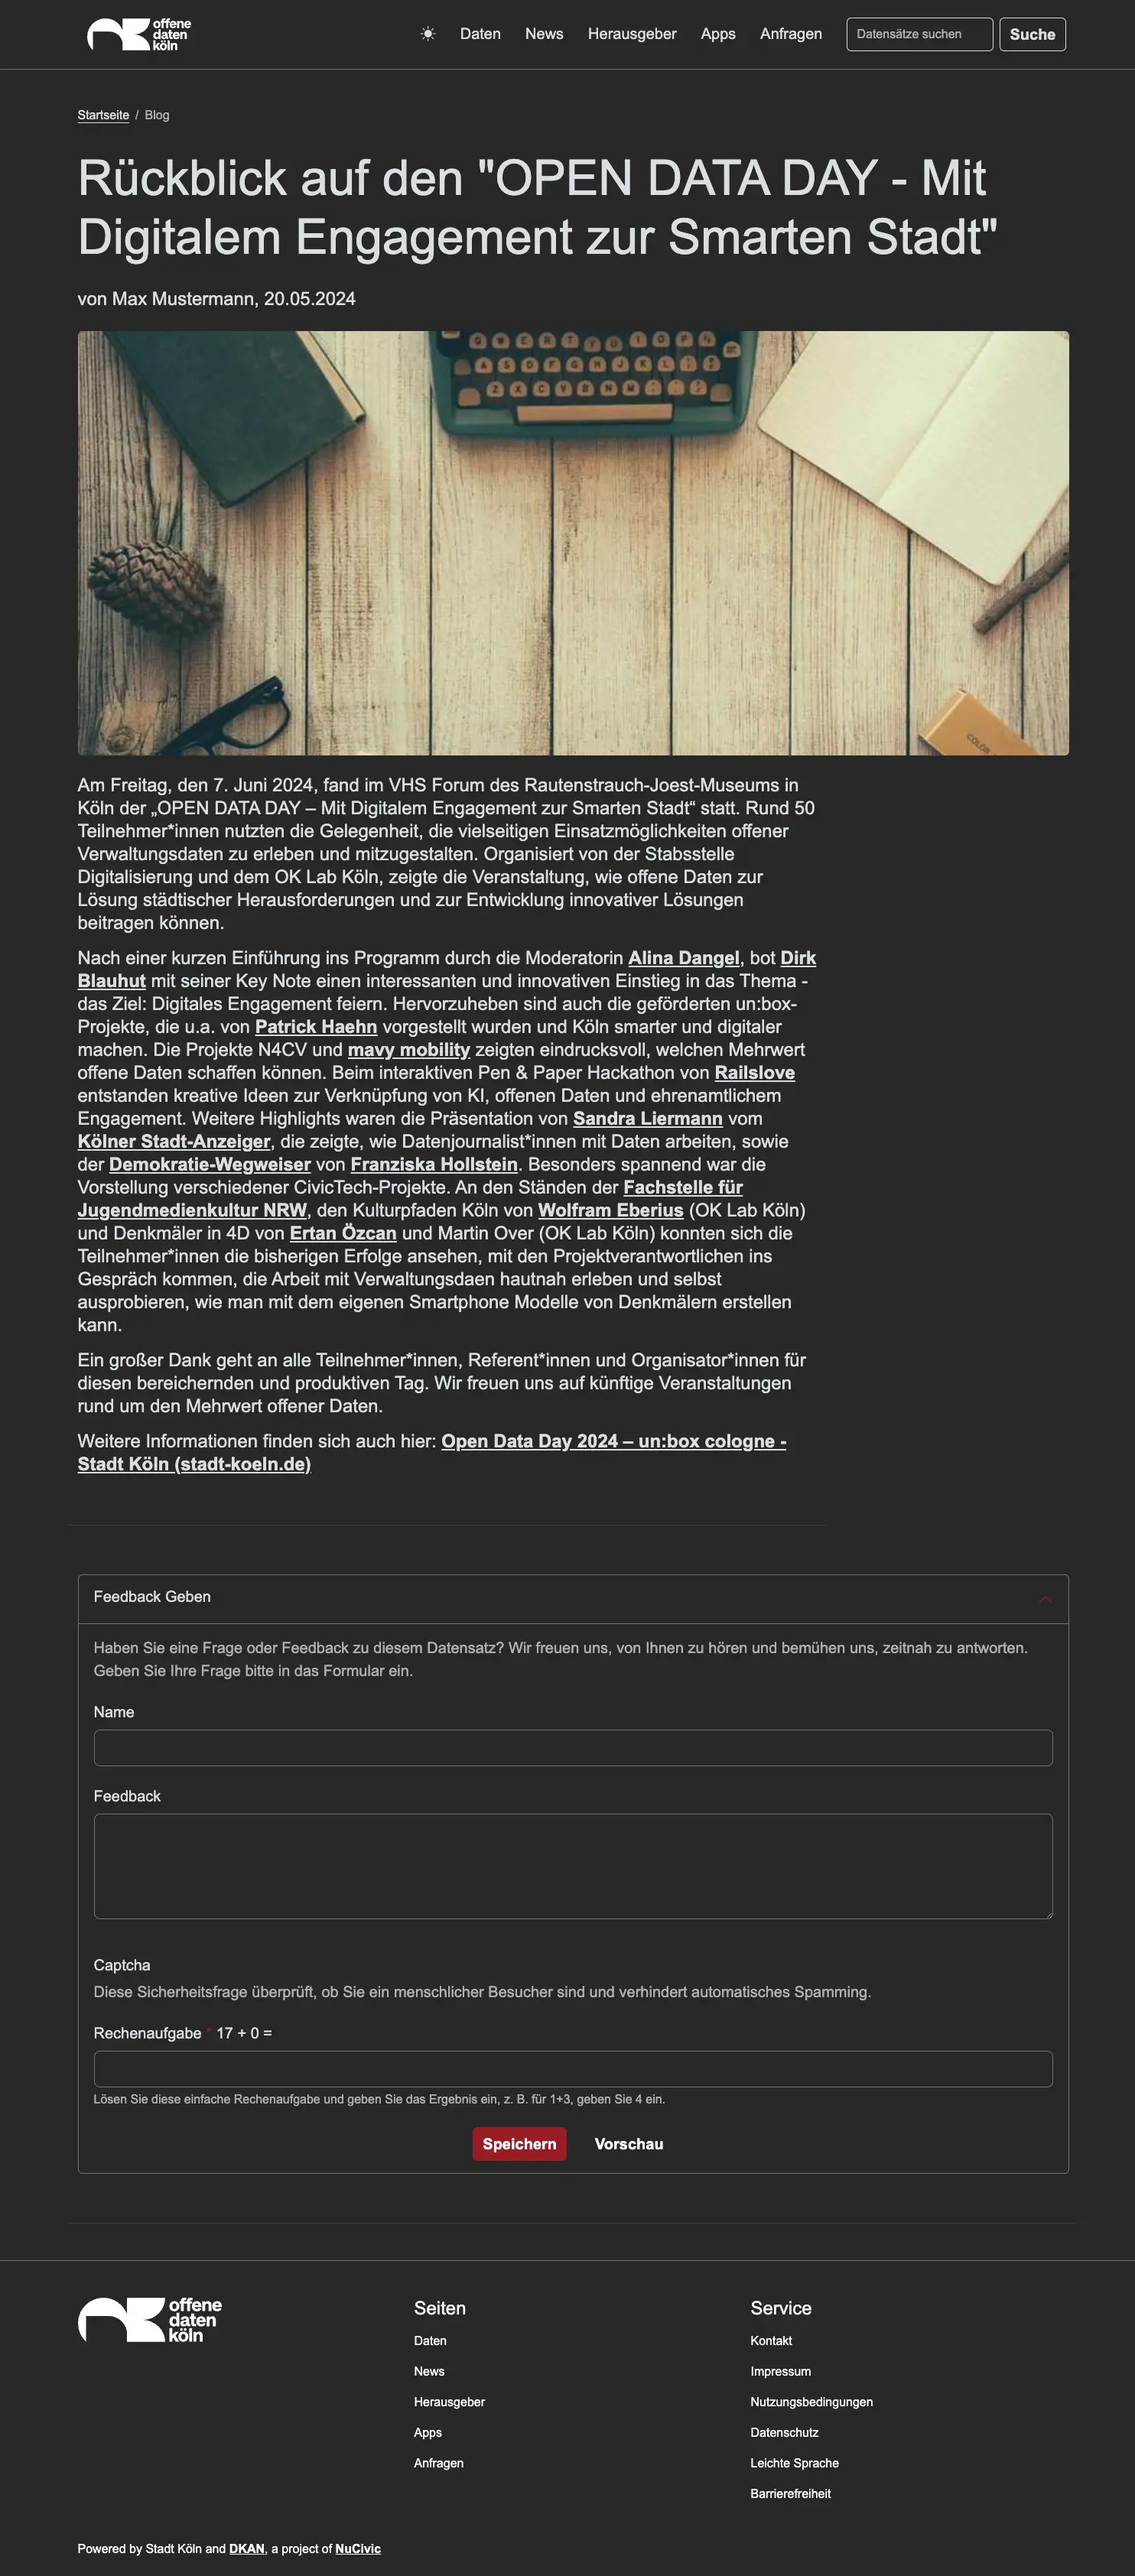 offene
daten
köln
Daten
News
Herausgeber
Apps
Anfragen
Datensätze suchen
Suche
Startseite / Blog
Rückblick auf den "OPEN DATA DAY - Mit
Digitalem Engagement zur Smarten Stadt"
von Max Mustermann, 20.05.2024
Q W E R T Y U I O P
COLOR
Am Freitag, den 7. Juni 2024, fand im VHS Forum des Rautenstrauch-Joest-Museums in
Köln der „OPEN DATA DAY – Mit Digitalem Engagement zur Smarten Stadt“ statt. Rund 50
Teilnehmer*innen nutzten die Gelegenheit, die vielseitigen Einsatzmöglichkeiten offener
Verwaltungsdaten zu erleben und mitzugestalten. Organisiert von der Stabsstelle
Digitalisierung und dem OK Lab Köln, zeigte die Veranstaltung, wie offene Daten zur
Lösung städtischer Herausforderungen und zur Entwicklung innovativer Lösungen
beitragen können.
Nach einer kurzen Einführung ins Programm durch die Moderatorin Alina Dangel, bot Dirk
Blauhut mit seiner Key Note einen interessanten und innovativen Einstieg in das Thema -
das Ziel: Digitales Engagement feiern. Hervorzuheben sind auch die geförderten un:box-
Projekte, die u.a. von Patrick Haehn vorgestellt wurden und Köln smarter und digitaler
machen. Die Projekte N4CV und mavy mobility zeigten eindrucksvoll, welchen Mehrwert
offene Daten schaffen können. Beim interaktiven Pen & Paper Hackathon von Railslove
entstanden kreative Ideen zur Verknüpfung von KI, offenen Daten und ehrenamtlichem
Engagement. Weitere Highlights waren die Präsentation von Sandra Liermann vom
Kölner Stadt-Anzeiger, die zeigte, wie Datenjournalist*innen mit Daten arbeiten, sowie
der Demokratie-Wegweiser von Franziska Hollstein. Besonders spannend war die
Vorstellung verschiedener CivicTech-Projekte. An den Ständen der Fachstelle für
Jugendmedienkultur NRW, den Kulturpfaden Köln von Wolfram Eberius (OK Lab Köln)
und Denkmäler in 4D von Ertan Özcan und Martin Over (OK Lab Köln) konnten sich die
Teilnehmer*innen die bisherigen Erfolge ansehen, mit den Projektverantwortlichen ins
Gespräch kommen, die Arbeit mit Verwaltungsdaen hautnah erleben und selbst
ausprobieren, wie man mit dem eigenen Smartphone Modelle von Denkmälern erstellen
kann.
Ein großer Dank geht an alle Teilnehmer*innen, Referent*innen und Organisator*innen für
diesen bereichernden und produktiven Tag. Wir freuen uns auf künftige Veranstaltungen
rund um den Mehrwert offener Daten.
Weitere Informationen finden sich auch hier: Open Data Day 2024 – un:box cologne -
Stadt Köln (stadt-koeln.de)
Feedback Geben
Haben Sie eine Frage oder Feedback zu diesem Datensatz? Wir freuen uns, von Ihnen zu hören und bemühen uns, zeitnah zu antworten.
Geben Sie Ihre Frage bitte in das Formular ein.
Name
Feedback
Captcha
Diese Sicherheitsfrage überprüft, ob Sie ein menschlicher Besucher sind und verhindert automatisches Spamming.
Rechenaufgabe * 17 + 0 =
Lösen Sie diese einfache Rechenaufgabe und geben Sie das Ergebnis ein, z. B. für 1+3, geben Sie 4 ein.
Speichern
Vorschau
offene
daten
köln
Seiten
Daten
News
Herausgeber
Apps
Anfragen
Service
Kontakt
Impressum
Nutzungsbedingungen
Datenschutz
Leichte Sprache
Barrierefreiheit
Powered by Stadt Köln and DKAN, a project of NuCivic